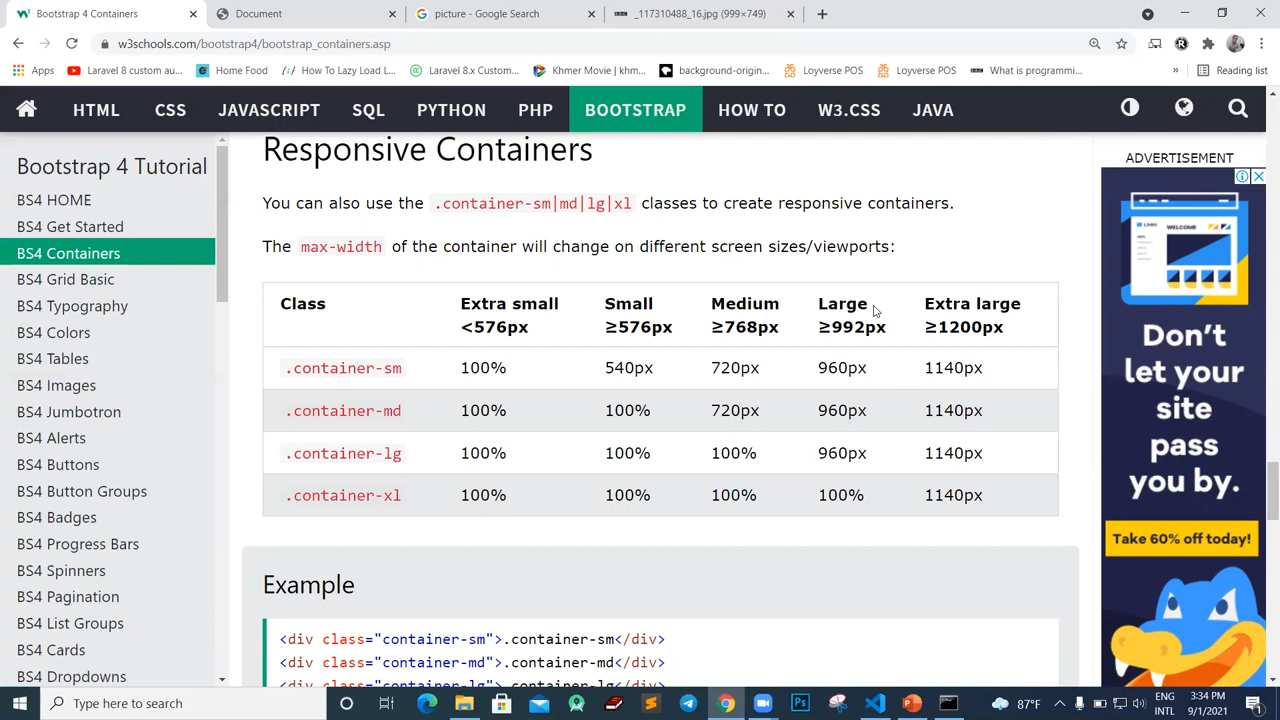 Bootstrap 4 Containers
Document
picture - Google Search
_117310488_16.jpg (999×749)
w3schools.com/bootstrap4/bootstrap_containers.asp
Apps
Laravel 8 custom au...
Home Food
How To Lazy Load L...
Laravel 8.x Custom...
Khmer Movie | khm...
background-origin...
Loyverse POS
Loyverse POS
What is programmi...
»
Reading list
HTML
CSS
JAVASCRIPT
SQL
PYTHON
PHP
BOOTSTRAP
HOW TO
W3.CSS
JAVA
Bootstrap 4 Tutorial
BS4 HOME
BS4 Get Started
BS4 Containers
BS4 Grid Basic
BS4 Typography
BS4 Colors
BS4 Tables
BS4 Images
BS4 Jumbotron
BS4 Alerts
BS4 Buttons
BS4 Button Groups
BS4 Badges
BS4 Progress Bars
BS4 Spinners
BS4 Pagination
BS4 List Groups
BS4 Cards
BS4 Dropdowns
Responsive Containers
You can also use the .container-sm|md|lg|xl classes to create responsive containers.
The max-width of the container will change on different screen sizes/viewports:
Class Extra small Small Medium Large Extra large
<576px ≥576px ≥768px ≥992px ≥1200px
.container-sm 100% 540px 720px 960px 1140px
.container-md 100% 100% 720px 960px 1140px
.container-lg 100% 100% 100% 960px 1140px
.container-xl 100% 100% 100% 100% 1140px
Example
<div class="container-sm">.container-sm</div>
<div class="container-md">.container-md</div>
<div class="container-lg">.container-lg</div>
ADVERTISEMENT
Don't
let your
site
pass
you by.
Take 60% off today!
Type here to search
87°F
ENG
INTL
3:34 PM
9/1/2021